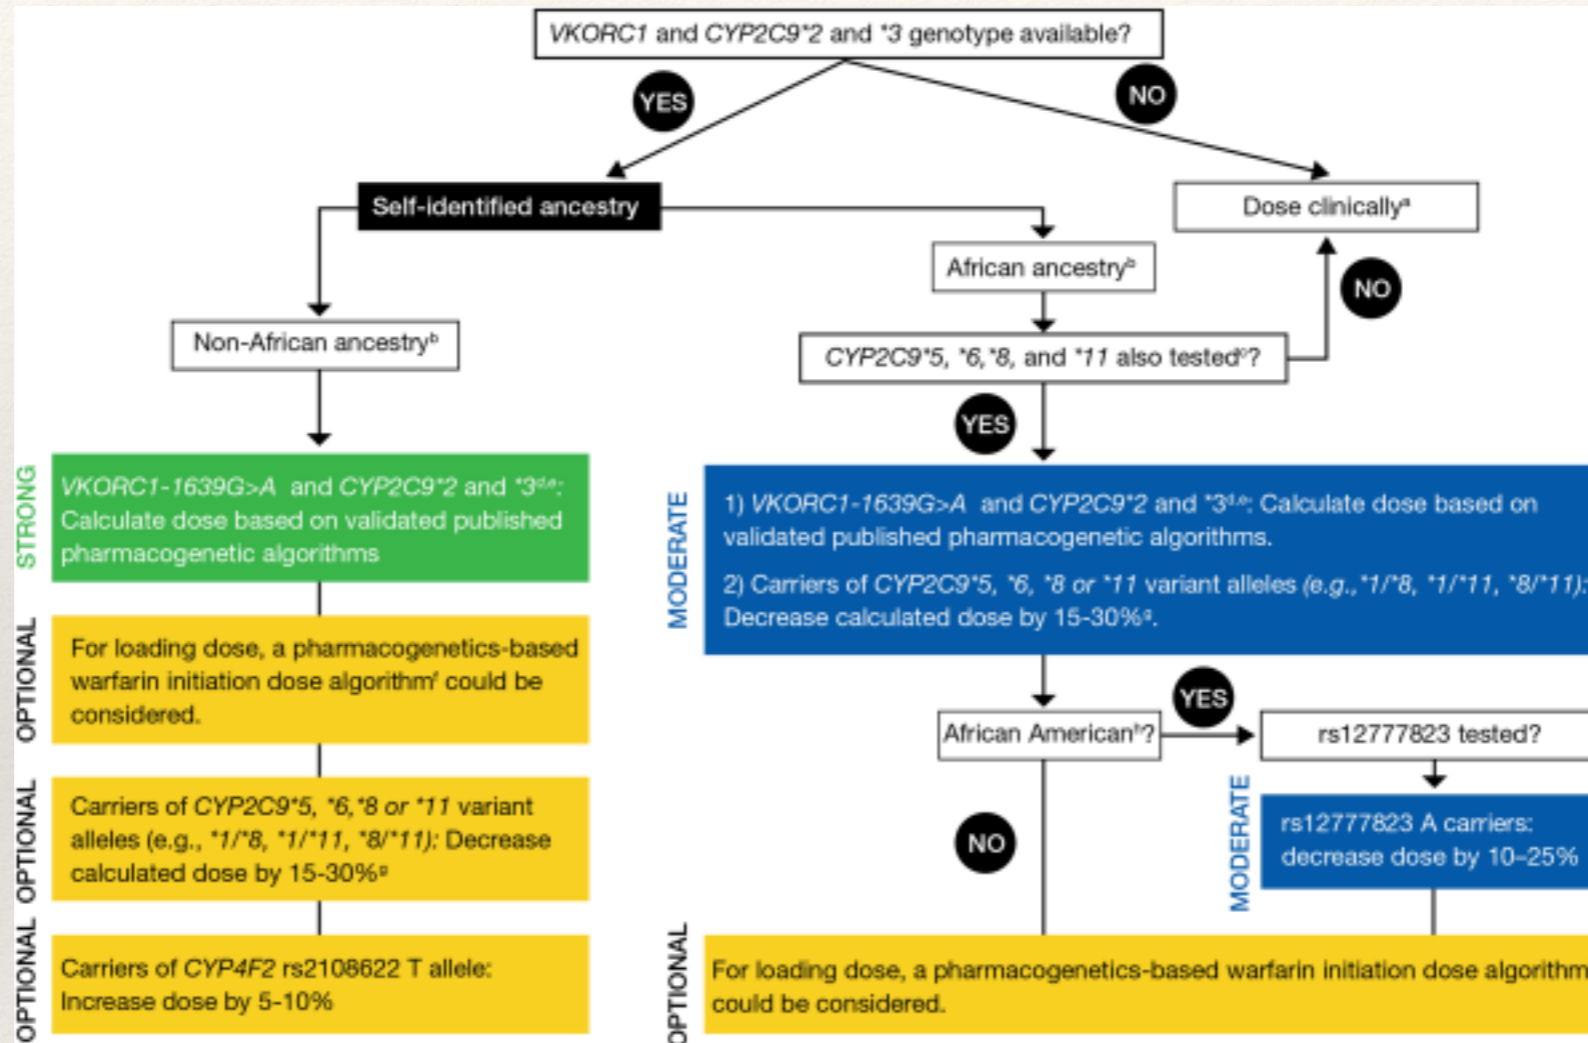 VKORC1 and CYP2C9*2 and *3 genotype available?
YES
NO
Self-identified ancestry
Dose clinicallyᵃ
African ancestryᵇ
NO
Non-African ancestryᵇ
CYP2C9*5, *6,*8, and *11 also testedᶜ?
YES
STRONG
VKORC1-1639G>A and CYP2C9*2 and *3ᵈ,ᵉ:
Calculate dose based on validated published
pharmacogenetic algorithms
MODERATE
1) VKORC1-1639G>A and CYP2C9*2 and *3ᵈ,ᵉ: Calculate dose based on
validated published pharmacogenetic algorithms.
2) Carriers of CYP2C9*5, *6, *8 or *11 variant alleles (e.g., *1/*8, *1/*11, *8/*11):
Decrease calculated dose by 15-30%ᵍ.
OPTIONAL
For loading dose, a pharmacogenetics-based
warfarin initiation dose algorithmᶠ could be
considered.
African Americanʰ?
YES
rs12777823 tested?
OPTIONAL
Carriers of CYP2C9*5, *6,*8 or *11 variant
alleles (e.g., *1/*8, *1/*11, *8/*11): Decrease
calculated dose by 15-30%ᵍ
NO
MODERATE
rs12777823 A carriers:
decrease dose by 10–25%
OPTIONAL
Carriers of CYP4F2 rs2108622 T allele:
Increase dose by 5-10%
OPTIONAL
For loading dose, a pharmacogenetics-based warfarin initiation dose algorithm
could be considered.